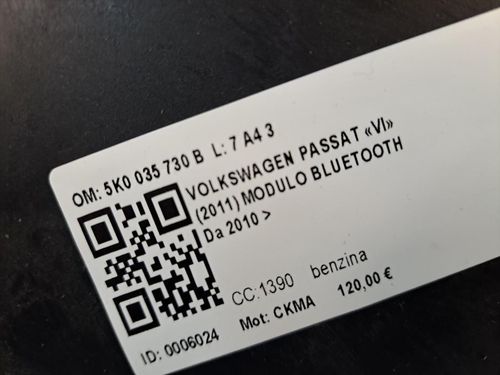 OM: 5K0 035 730 B L: 7 A4 3
VOLKSWAGEN PASSAT «VI»
(2011) MODULO BLUETOOTH
Da 2010 >
CC:1390 benzina
ID: 0006024 Mot: CKMA 120,00 €